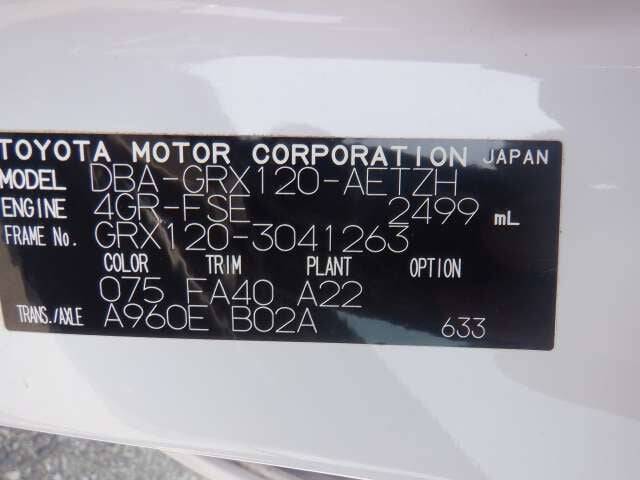 TOYOTA MOTOR CORPORATION JAPAN
MODEL DBA-GRX120-AETZH
ENGINE 4GR-FSE 2499 mL
FRAME No. GRX120-3041263
COLOR TRIM PLANT OPTION
075 FA40 A22
TRANS./AXLE A960E B02A 633